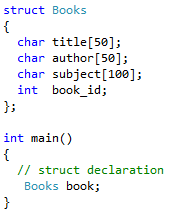 struct Books
{
char title[50];
char author[50];
char subject[100];
int book_id;
};
int main()
{
// struct declaration
Books book;
}